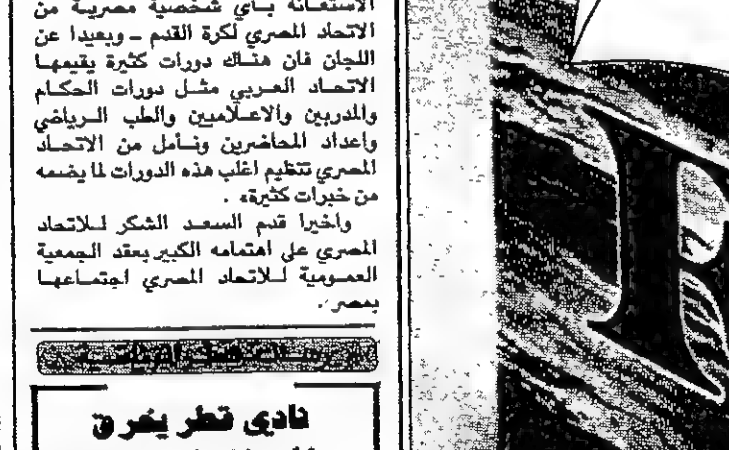 الاستعانة بأي شخصية مصرية من
الاتحاد المصري لكرة القدم ـ وبعيدا عن
اللجان فان هناك دورات كثيرة يقيمها
الاتحاد العربي مثل دورات الحكام
والمدربين والاعلاميين والطب الرياضي
واعداد المحاضرين ونأمل من الاتحاد
المصري تنظيم اغلب هذه الدورات لما يضمه
من خبرات كثيرة» .
واخيرا قدم السعد الشكر للاتحاد
المصري على اهتمامه الكبير بعقد الجمعية
العمومية للاتحاد المصري اجتماعها
بمصر .
نادي قطر يغرق